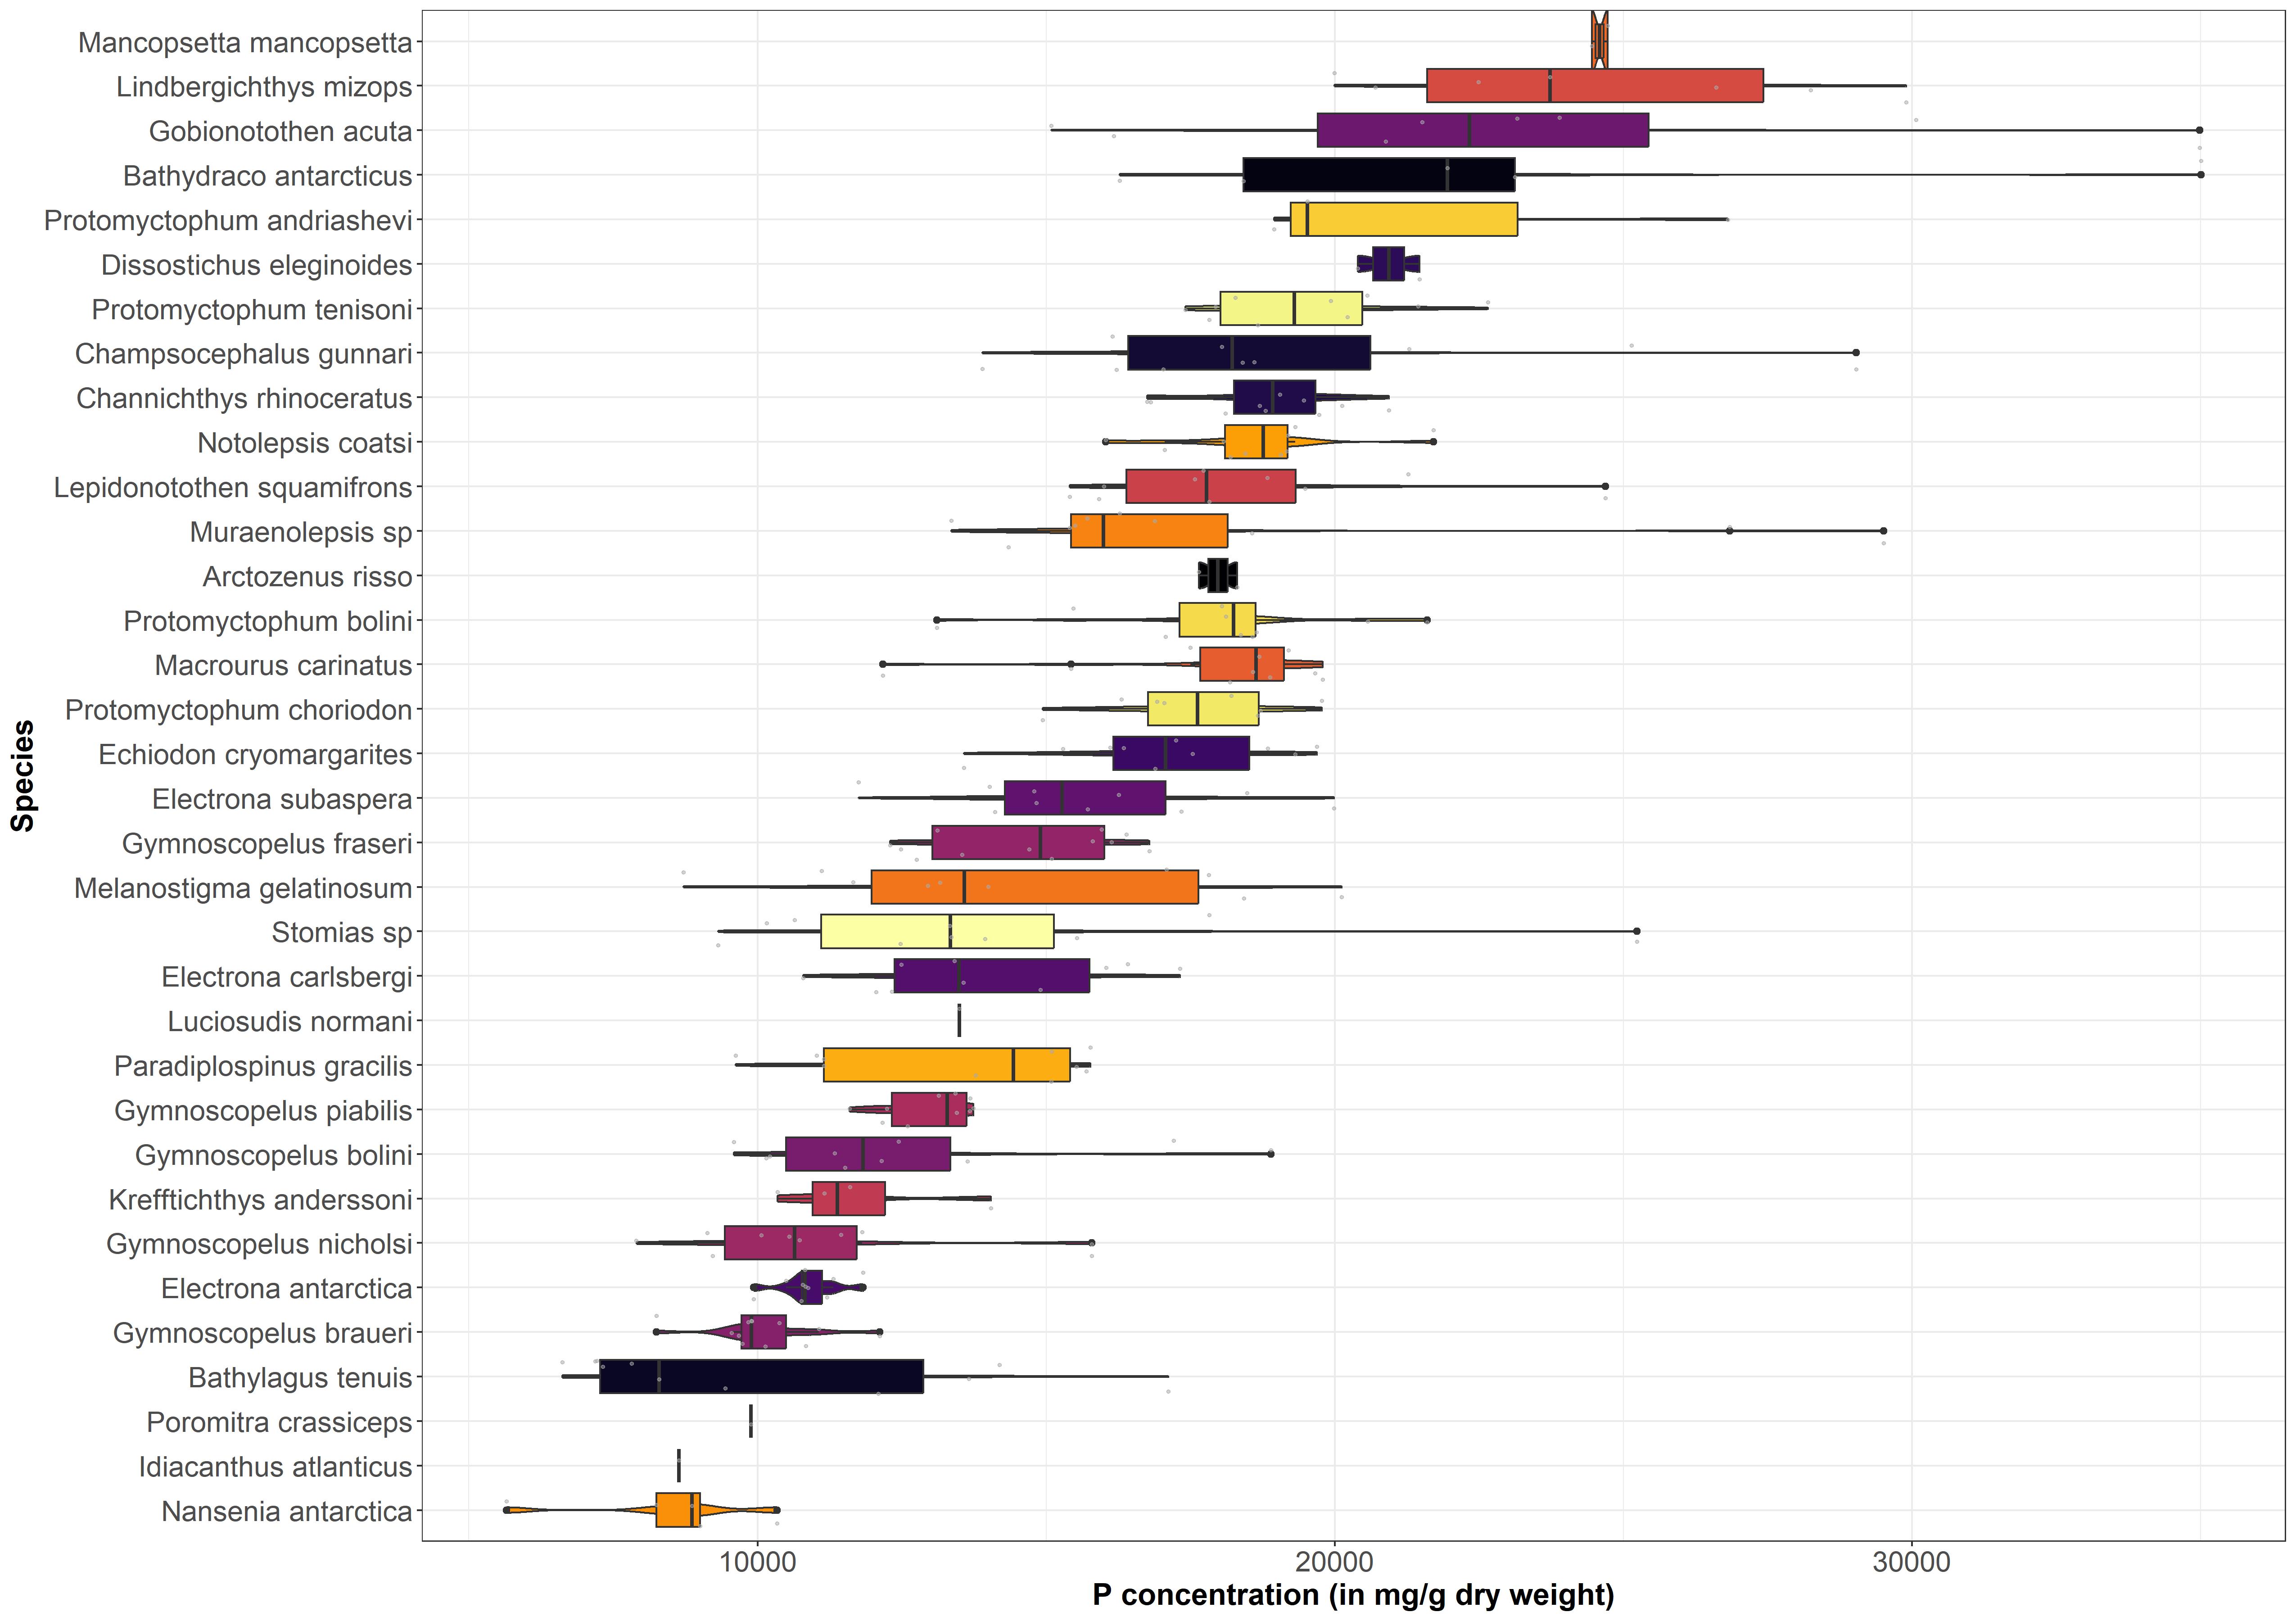 Mancopsetta mancopsetta
Lindbergichthys mizops
Gobionotothen acuta
Bathydraco antarcticus
Protomyctophum andriashevi
Dissostichus eleginoides
Protomyctophum tenisoni
Champsocephalus gunnari
Channichthys rhinoceratus
Notolepsis coatsi
Lepidonotothen squamifrons
Muraenolepsis sp
Arctozenus risso
Protomyctophum bolini
Macrourus carinatus
Protomyctophum choriodon
Echiodon cryomargarites
Electrona subaspera
Gymnoscopelus fraseri
Melanostigma gelatinosum
Stomias sp
Electrona carlsbergi
Luciosudis normani
Paradiplospinus gracilis
Gymnoscopelus piabilis
Gymnoscopelus bolini
Krefftichthys anderssoni
Gymnoscopelus nicholsi
Electrona antarctica
Gymnoscopelus braueri
Bathylagus tenuis
Poromitra crassiceps
Idiacanthus atlanticus
Nansenia antarctica
Species
10000 20000 30000
P concentration (in mg/g dry weight)